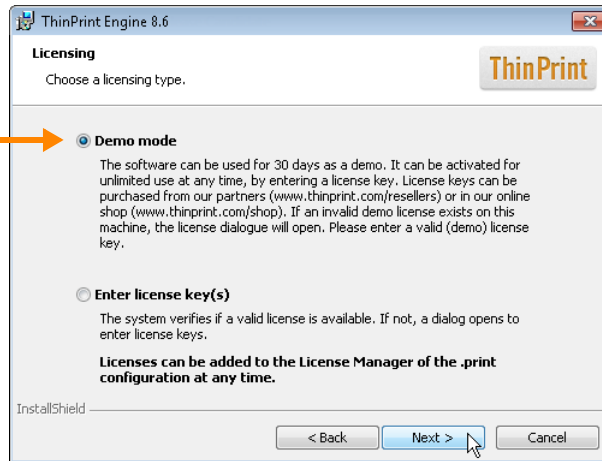 ThinPrint Engine 8.6
Licensing
Choose a licensing type.
ThinPrint
Demo mode
The software can be used for 30 days as a demo. It can be activated for
unlimited use at any time, by entering a license key. License keys can be
purchased from our partners (www.thinprint.com/resellers) or in our online
shop (www.thinprint.com/shop). If an invalid demo license exists on this
machine, the license dialogue will open. Please enter a valid (demo) license
key.
Enter license key(s)
The system verifies if a valid license is available. If not, a dialog opens to
enter license keys.
Licenses can be added to the License Manager of the .print
configuration at any time.
InstallShield
< Back Next > Cancel